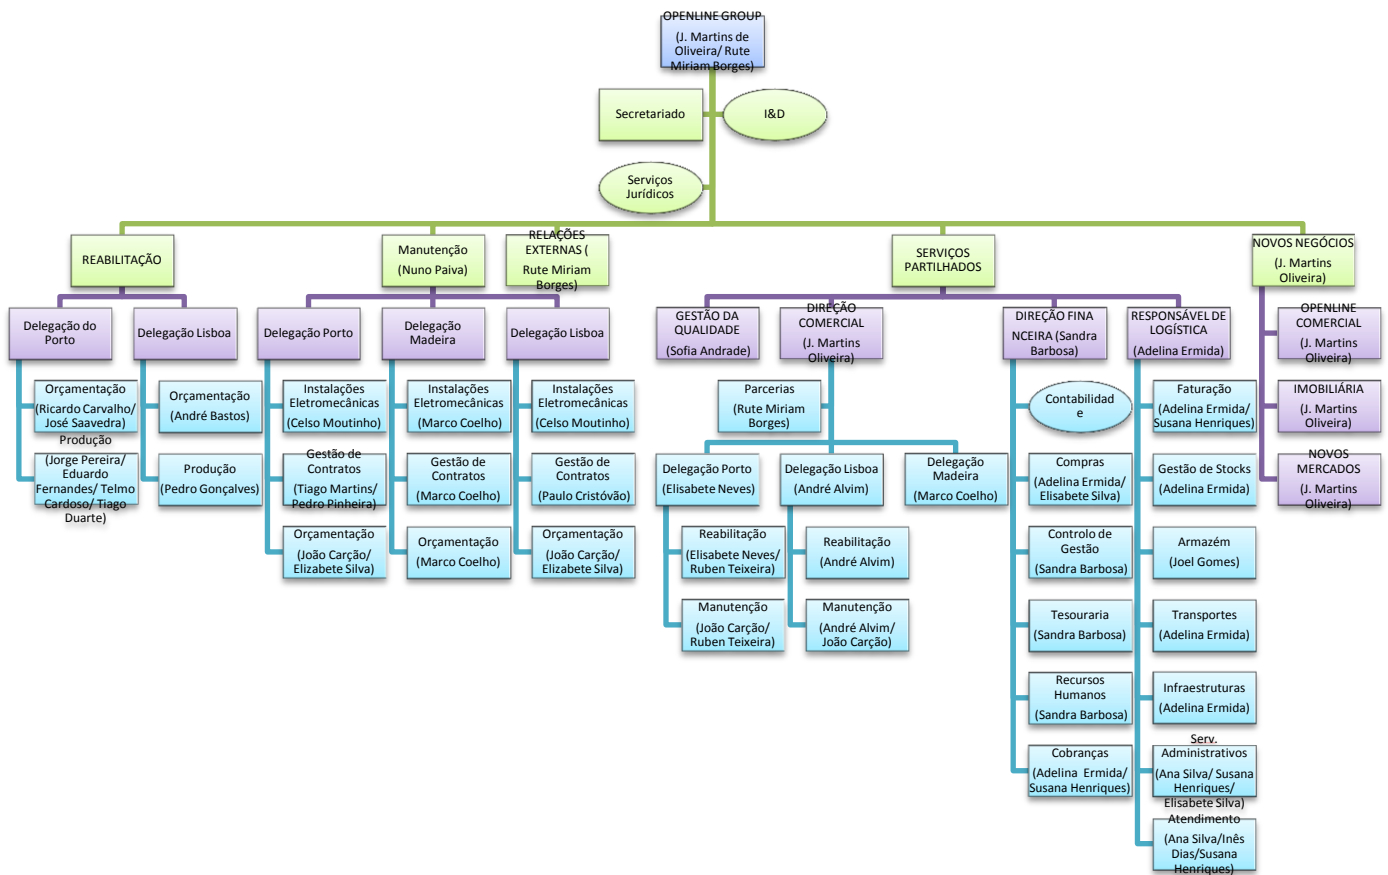 OPENLINE GROUP
(J. Martins de
Oliveira/ Rute
Miriam Borges)
Secretariado
I&D
Serviços
Jurídicos
REABILITAÇÃO
Manutenção
(Nuno Paiva)
RELAÇÕES
EXTERNAS (
Rute Miriam
Borges)
SERVIÇOS
PARTILHADOS
NOVOS NEGÓCIOS
(J. Martins
Oliveira)
Delegação do
Porto
Delegação Lisboa
Delegação Porto
Delegação
Madeira
Delegação Lisboa
GESTÃO DA
QUALIDADE
(Sofia Andrade)
DIREÇÃO
COMERCIAL
(J. Martins
Oliveira)
DIREÇÃO FINA
NCEIRA (Sandra
Barbosa)
RESPONSÁVEL DE
LOGÍSTICA
(Adelina Ermida)
OPENLINE
COMERCIAL
(J. Martins
Oliveira)
Orçamentação
(Ricardo Carvalho/
José Saavedra)
Orçamentação
(André Bastos)
Instalações
Eletromecânicas
(Celso Moutinho)
Instalações
Eletromecânicas
(Marco Coelho)
Instalações
Eletromecânicas
(Celso Moutinho)
Parcerias
(Rute Miriam
Borges)
Contabilidad
e
Faturação
(Adelina Ermida/
Susana Henriques)
IMOBILIÁRIA
(J. Martins
Oliveira)
Produção
(Jorge Pereira/
Eduardo
Fernandes/ Telmo
Cardoso/ Tiago
Duarte)
Produção
(Pedro Gonçalves)
Gestão de
Contratos
(Tiago Martins/
Pedro Pinheira)
Gestão de
Contratos
(Marco Coelho)
Gestão de
Contratos
(Paulo Cristóvão)
Delegação Porto
(Elisabete Neves)
Delegação Lisboa
(André Alvim)
Delegação
Madeira
(Marco Coelho)
Compras
(Adelina Ermida/
Elisabete Silva)
Gestão de Stocks
(Adelina Ermida)
NOVOS
MERCADOS
(J. Martins
Oliveira)
Orçamentação
(João Carção/
Elizabete Silva)
Orçamentação
(Marco Coelho)
Orçamentação
(João Carção/
Elizabete Silva)
Reabilitação
(Elisabete Neves/
Ruben Teixeira)
Reabilitação
(André Alvim)
Controlo de
Gestão
(Sandra Barbosa)
Armazém
(Joel Gomes)
Manutenção
(João Carção/
Ruben Teixeira)
Manutenção
(André Alvim/
João Carção)
Tesouraria
(Sandra Barbosa)
Transportes
(Adelina Ermida)
Recursos
Humanos
(Sandra Barbosa)
Infraestruturas
(Adelina Ermida)
Cobranças
(Adelina Ermida/
Susana Henriques)
Serv.
Administrativos
(Ana Silva/ Susana
Henriques/
Elisabete Silva)
Atendimento
(Ana Silva/Inês
Dias/Susana
Henriques)